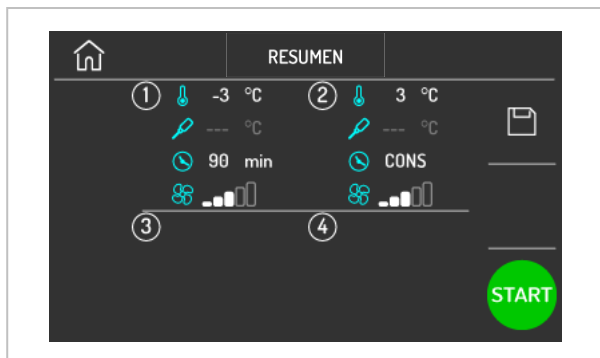 RESUMEN
1 -3 °C 2 3 °C
--- °C --- °C
90 min CONS
3 4
START